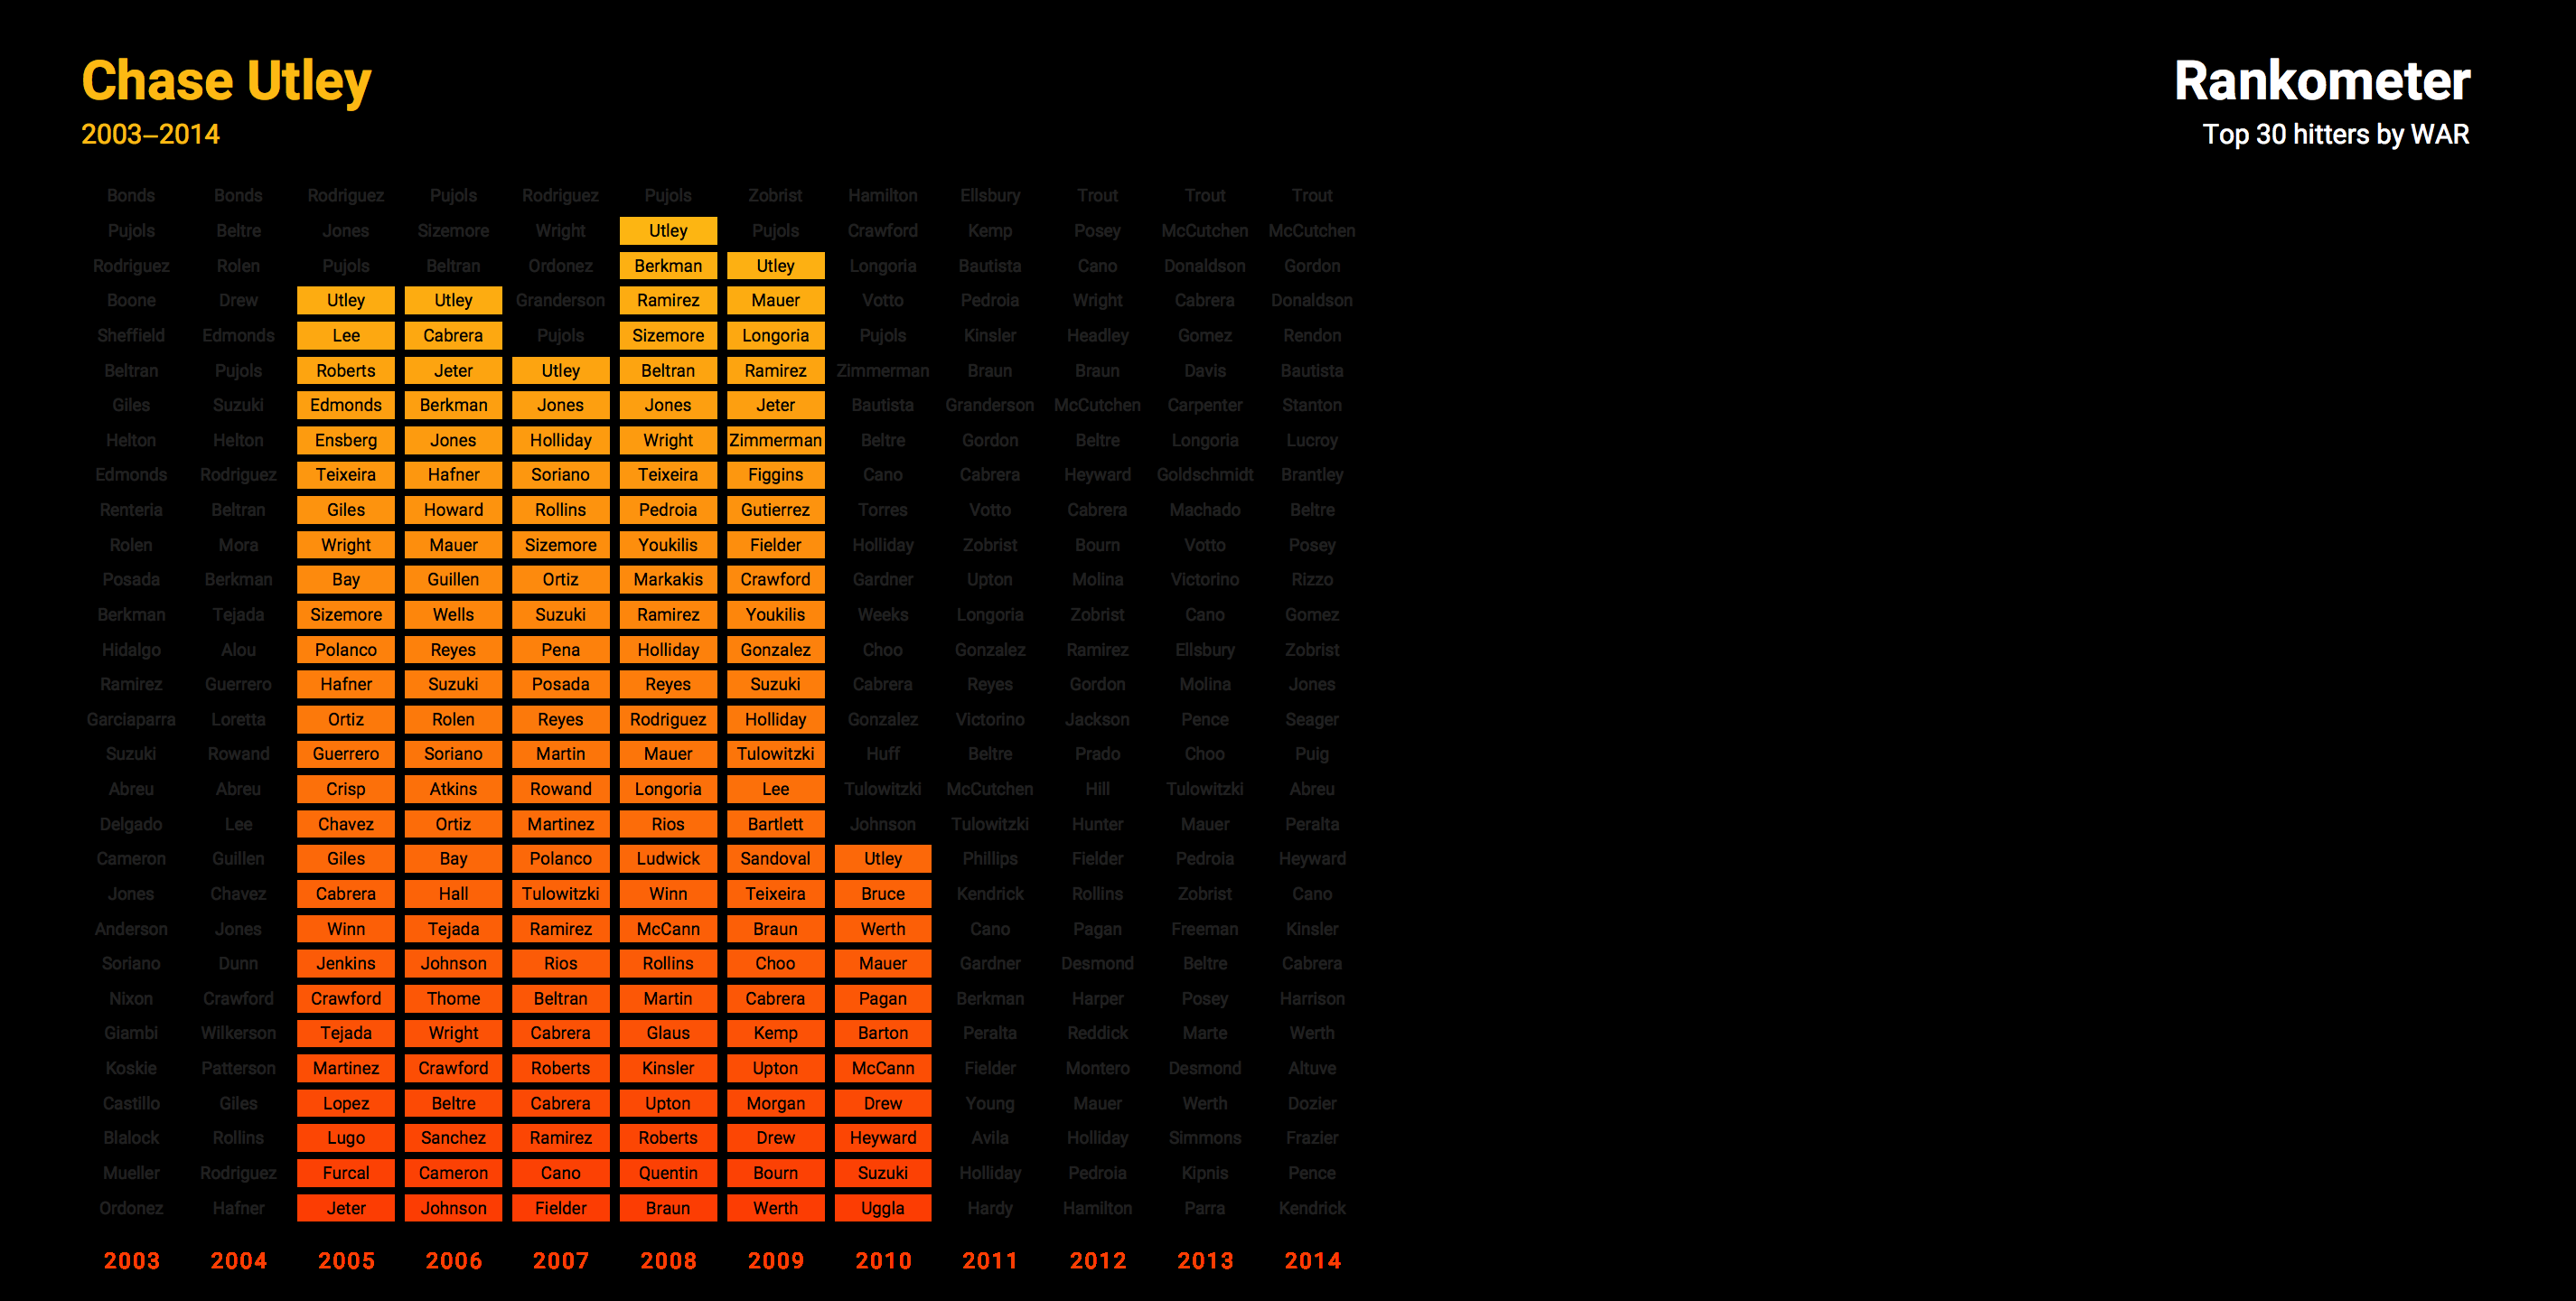 Chase Utley
2003–2014
Rankometer
Top 30 hitters by WAR
Bonds Bonds Rodriguez Pujols Rodriguez Pujols Zobrist Hamilton Ellsbury Trout Trout Trout
Pujols Beltre Jones Sizemore Wright Utley Pujols Crawford Kemp Posey McCutchen McCutchen
Rodriguez Rolen Pujols Beltran Ordonez Berkman Utley Longoria Bautista Cano Donaldson Gordon
Boone Drew Utley Utley Granderson Ramirez Mauer Votto Pedroia Wright Cabrera Donaldson
Sheffield Edmonds Lee Cabrera Pujols Sizemore Longoria Pujols Kinsler Headley Gomez Rendon
Beltran Pujols Roberts Jeter Utley Beltran Ramirez Zimmerman Braun Braun Davis Bautista
Giles Suzuki Edmonds Berkman Jones Jones Jeter Bautista Granderson McCutchen Carpenter Stanton
Helton Helton Ensberg Jones Holliday Wright Zimmerman Beltre Gordon Beltre Longoria Lucroy
Edmonds Rodriguez Teixeira Hafner Soriano Teixeira Figgins Cano Cabrera Heyward Goldschmidt Brantley
Renteria Beltran Giles Howard Rollins Pedroia Gutierrez Torres Votto Cabrera Machado Beltre
Rolen Mora Wright Mauer Sizemore Youkilis Fielder Holliday Zobrist Bourn Votto Posey
Posada Berkman Bay Guillen Ortiz Markakis Crawford Gardner Upton Molina Victorino Rizzo
Berkman Tejada Sizemore Wells Suzuki Ramirez Youkilis Weeks Longoria Zobrist Cano Gomez
Hidalgo Alou Polanco Reyes Pena Holliday Gonzalez Choo Gonzalez Ramirez Ellsbury Zobrist
Ramirez Guerrero Hafner Suzuki Posada Reyes Suzuki Cabrera Reyes Gordon Molina Jones
Garciaparra Loretta Ortiz Rolen Reyes Rodriguez Holliday Gonzalez Victorino Jackson Pence Seager
Suzuki Rowand Guerrero Soriano Martin Mauer Tulowitzki Huff Beltre Prado Choo Puig
Abreu Abreu Crisp Atkins Rowand Longoria Lee Tulowitzki McCutchen Hill Tulowitzki Abreu
Delgado Lee Chavez Ortiz Martinez Rios Bartlett Johnson Tulowitzki Hunter Mauer Peralta
Cameron Guillen Giles Bay Polanco Ludwick Sandoval Utley Phillips Fielder Pedroia Heyward
Jones Chavez Cabrera Hall Tulowitzki Winn Teixeira Bruce Kendrick Rollins Zobrist Cano
Anderson Jones Winn Tejada Ramirez McCann Braun Werth Cano Pagan Freeman Kinsler
Soriano Dunn Jenkins Johnson Rios Rollins Choo Mauer Gardner Desmond Beltre Cabrera
Nixon Crawford Crawford Thome Beltran Martin Cabrera Pagan Berkman Harper Posey Harrison
Giambi Wilkerson Tejada Wright Cabrera Glaus Kemp Barton Peralta Reddick Marte Werth
Koskie Patterson Martinez Crawford Roberts Kinsler Upton McCann Fielder Montero Desmond Altuve
Castillo Giles Lopez Beltre Cabrera Upton Morgan Drew Young Mauer Werth Dozier
Blalock Rollins Lugo Sanchez Ramirez Roberts Drew Heyward Avila Holliday Simmons Frazier
Mueller Rodriguez Furcal Cameron Cano Quentin Bourn Suzuki Holliday Pedroia Kipnis Pence
Ordonez Hafner Jeter Johnson Fielder Braun Werth Uggla Hardy Hamilton Parra Kendrick
2003 2004 2005 2006 2007 2008 2009 2010 2011 2012 2013 2014